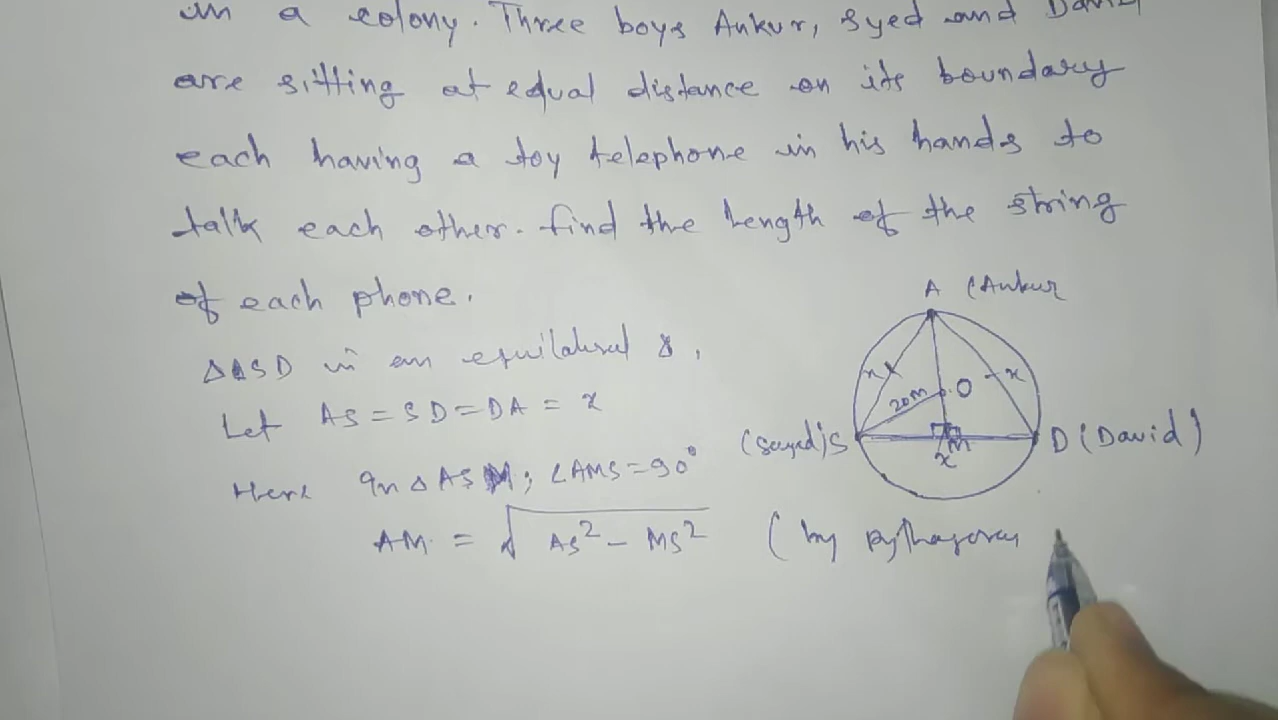 in a colony. Three boys Ankur, Syed and David
are sitting at equal distance on its boundary
each having a toy telephone in his hands to
talk each other. find the length of the string
of each phone.
A (Ankur
ΔASD is an equilateral Δ,
x x
20m O
Let AS = SD = DA = x
(Sayed)S M D (David)
x
Here In ΔASM; ∠AMS = 90°
AM = √AS² - MS² (by pythagoras